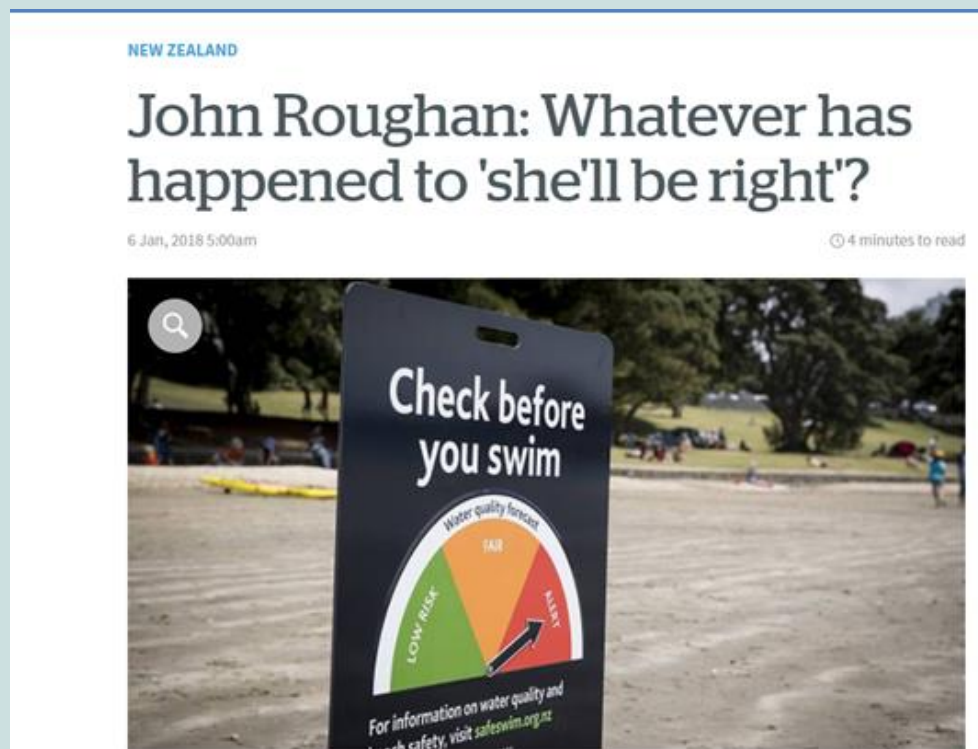 NEW ZEALAND
John Roughan: Whatever has
happened to 'she'll be right'?
6 Jan, 2018 5:00am
4 minutes to read
Check before
you swim
Water quality forecast
LOW RISK
FAIR
ALERT
For information on water quality and
safety, visit safeswim.org.nz